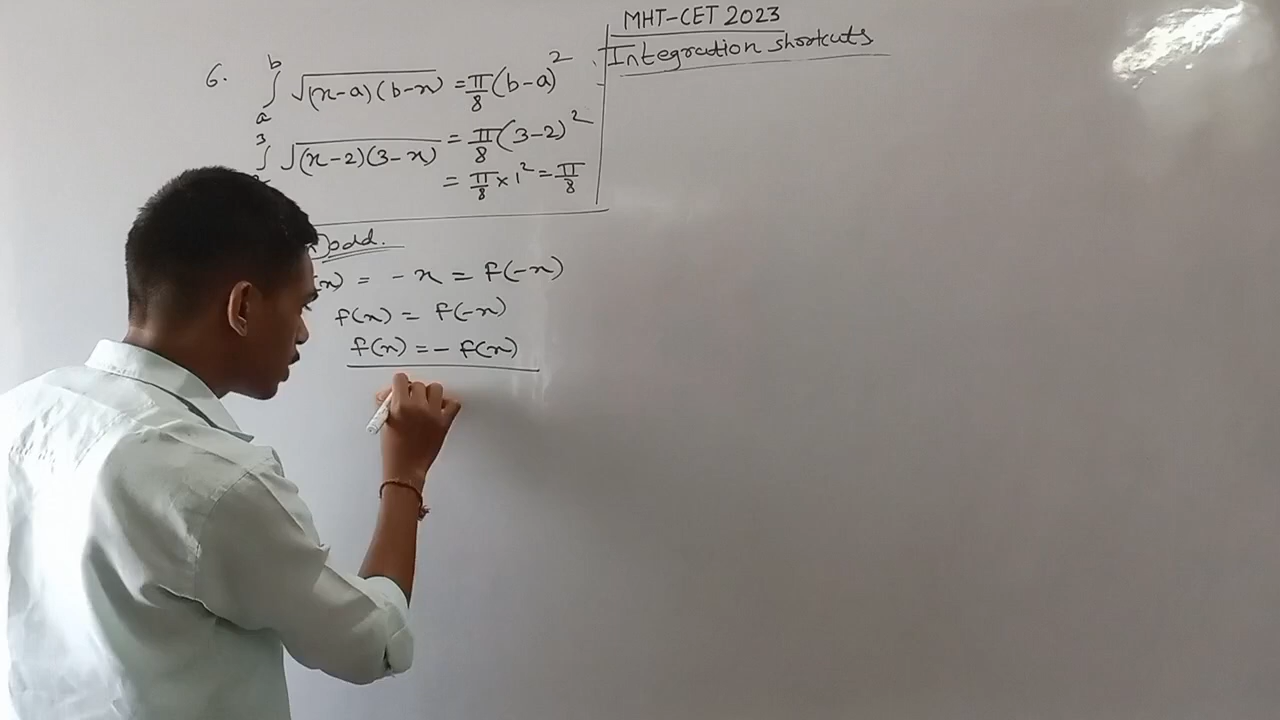 MHT-CET 2023
Integration shortcuts
6. ∫ₐᵇ √(x-a)(b-x) = π/8 (b-a)²
∫³ √(x-2)(3-x) = π/8 (3-2)²
= π/8 × 1² = π/8
odd.
(x) = -x = f(-x)
f(x) = f(-x)
f(x) = - f(x)